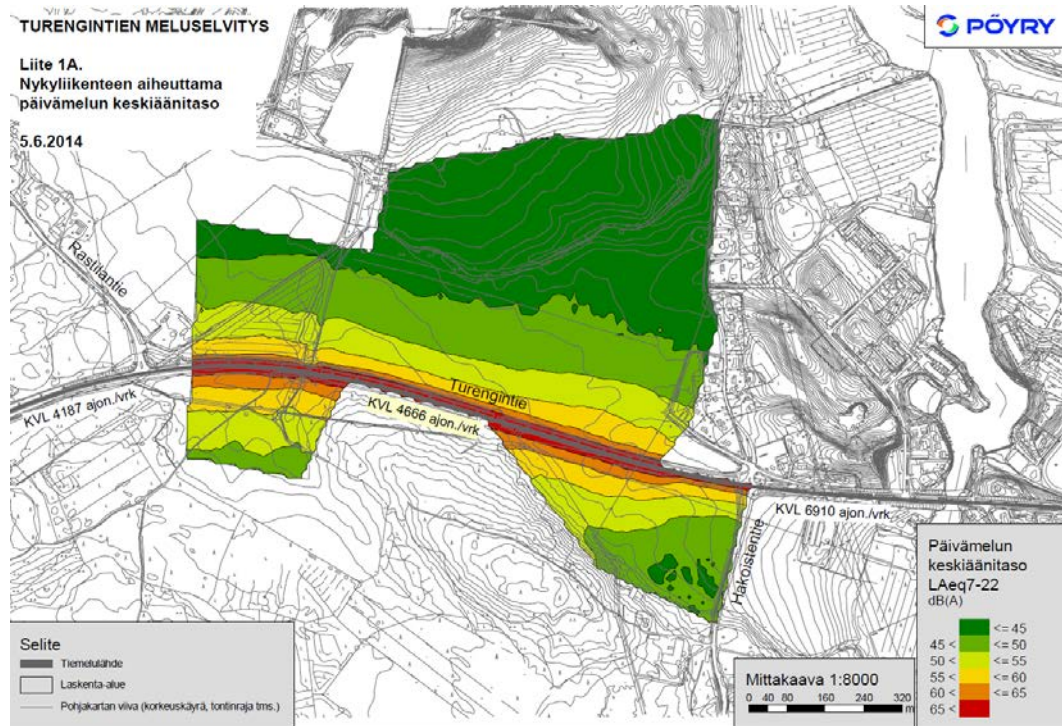 TURENGINTIEN MELUSELVITYS
Liite 1A.
Nykyliikenteen aiheuttama
päivämelun keskiäänitaso
5.6.2014
PÖYRY
Rastilantie
Turengintie
KVL 4187 ajon./vrk
KVL 4666 ajon./vrk
KVL 6910 ajon./vrk
Hakoistentie
Päivämelun
keskiäänitaso
LAeq7-22
dB(A)
<= 45
45 < <= 50
50 < <= 55
55 < <= 60
60 < <= 65
65 <
Selite
Tiemelulähde
Laskenta-alue
Pohjakartan viiva (korkeuskäyrä, tontinraja tms.)
Mittakaava 1:8000
0 40 80 160 240 320
m